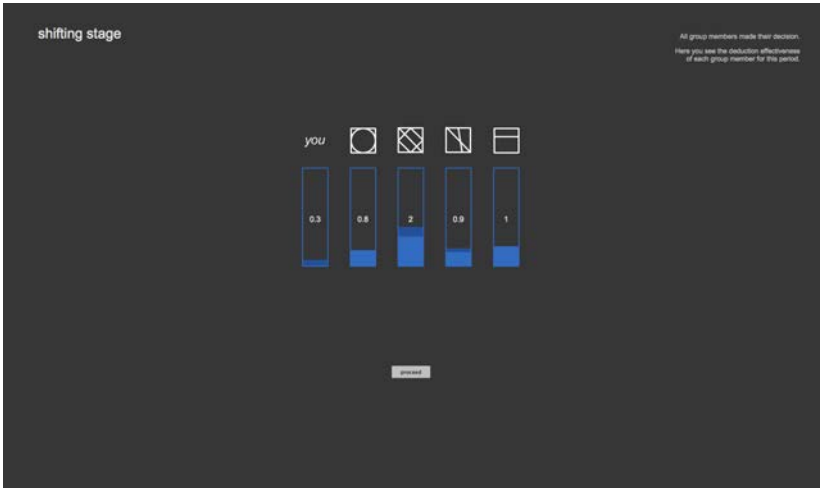 shifting stage
All group members made their decision.
Here you see the deduction effectiveness
of each group member for this period.
you
0.3 0.8 2 0.9 1
proceed